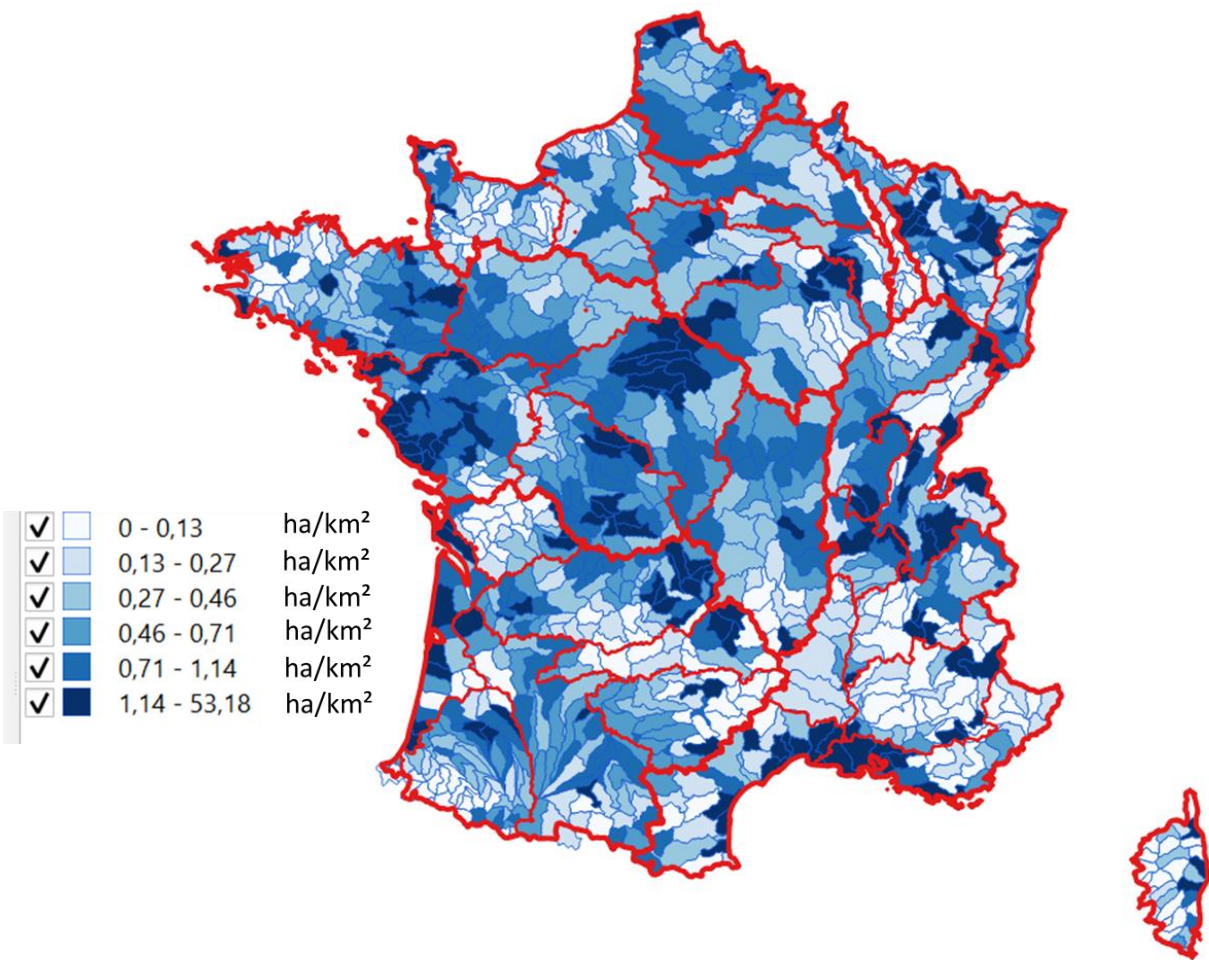 0 - 0,13 ha/km²
0,13 - 0,27 ha/km²
0,27 - 0,46 ha/km²
0,46 - 0,71 ha/km²
0,71 - 1,14 ha/km²
1,14 - 53,18 ha/km²